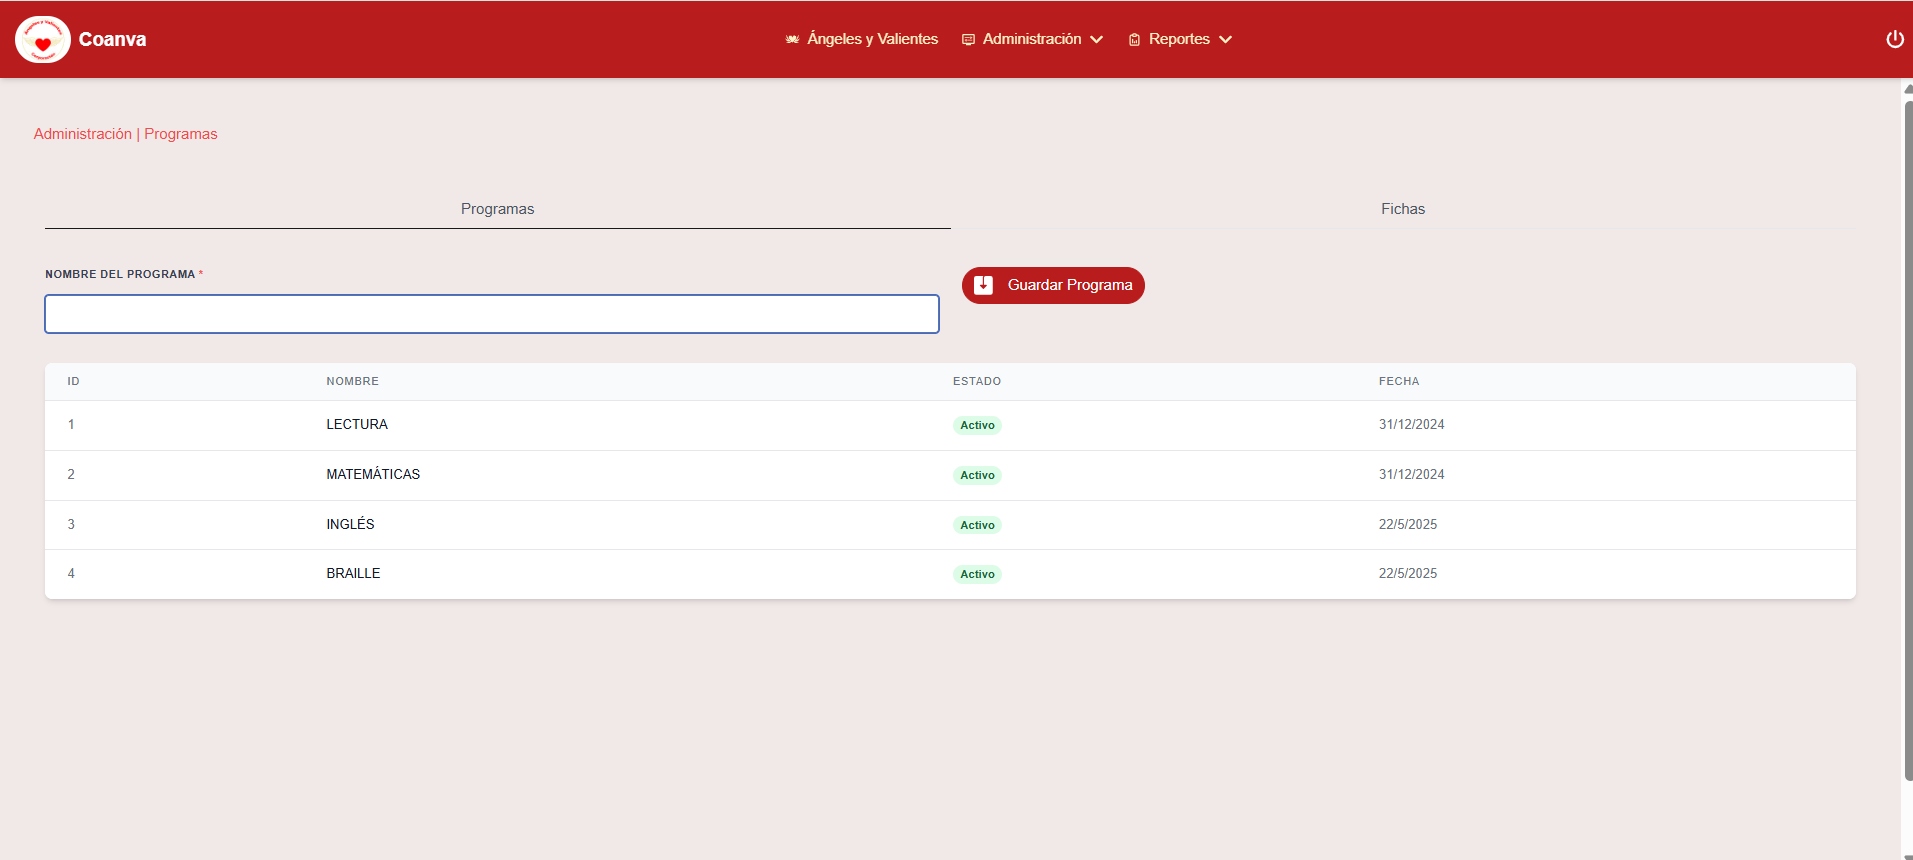 Coanva
Ángeles y Valientes
Administración
Reportes
Administración | Programas
Programas
Fichas
NOMBRE DEL PROGRAMA *
Guardar Programa
ID NOMBRE ESTADO FECHA
1 LECTURA Activo 31/12/2024
2 MATEMÁTICAS Activo 31/12/2024
3 INGLÉS Activo 22/5/2025
4 BRAILLE Activo 22/5/2025